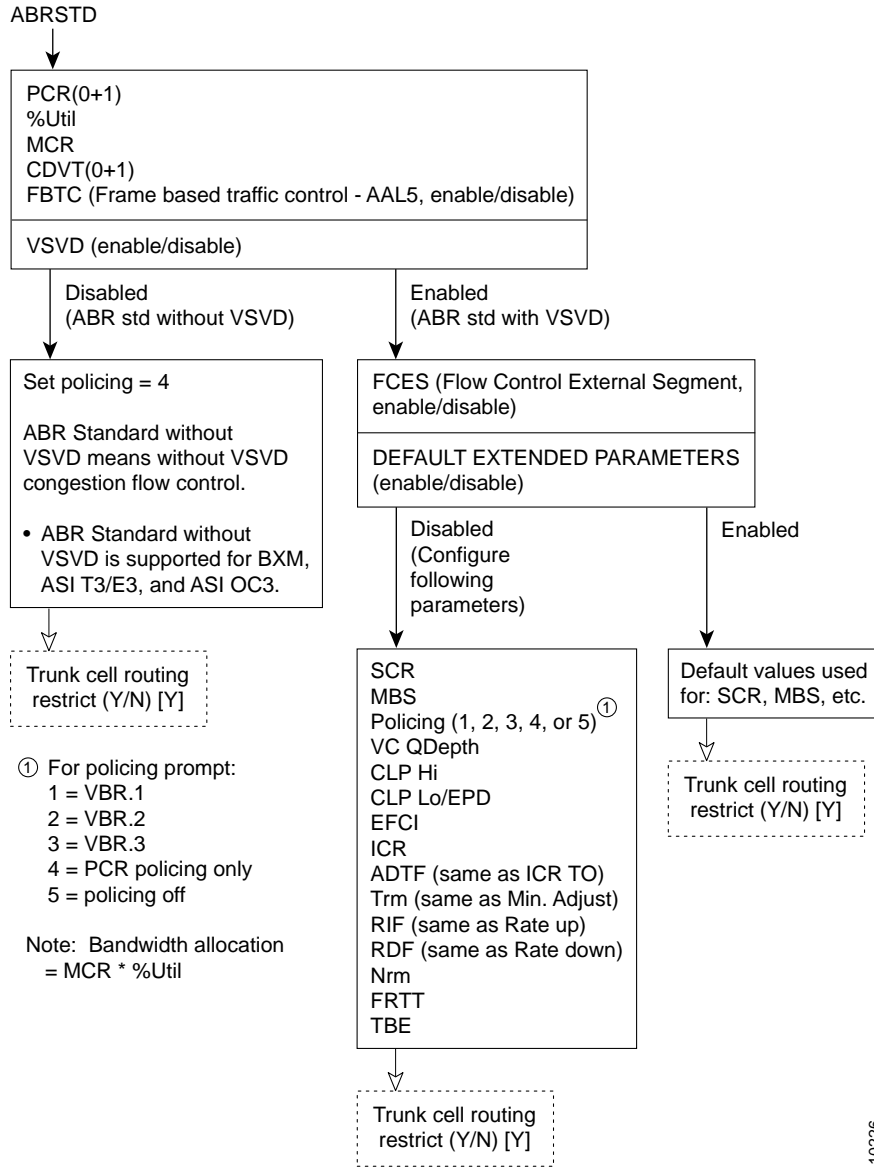 ABRSTD
PCR(0+1)
%Util
MCR
CDVT(0+1)
FBTC (Frame based traffic control - AAL5, enable/disable)
VSVD (enable/disable)
Disabled
(ABR std without VSVD)
Enabled
(ABR std with VSVD)
Set policing = 4
ABR Standard without
VSVD means without VSVD
congestion flow control.
• ABR Standard without
VSVD is supported for BXM,
ASI T3/E3, and ASI OC3.
FCES (Flow Control External Segment,
enable/disable)
DEFAULT EXTENDED PARAMETERS
(enable/disable)
Disabled
(Configure
following
parameters)
Enabled
Trunk cell routing
restrict (Y/N) [Y]
SCR
MBS
Policing (1, 2, 3, 4, or 5) ①
VC QDepth
CLP Hi
CLP Lo/EPD
EFCI
ICR
ADTF (same as ICR TO)
Trm (same as Min. Adjust)
RIF (same as Rate up)
RDF (same as Rate down)
Nrm
FRTT
TBE
Default values used
for: SCR, MBS, etc.
Trunk cell routing
restrict (Y/N) [Y]
① For policing prompt:
1 = VBR.1
2 = VBR.2
3 = VBR.3
4 = PCR policing only
5 = policing off
Note: Bandwidth allocation
= MCR * %Util
Trunk cell routing
restrict (Y/N) [Y]